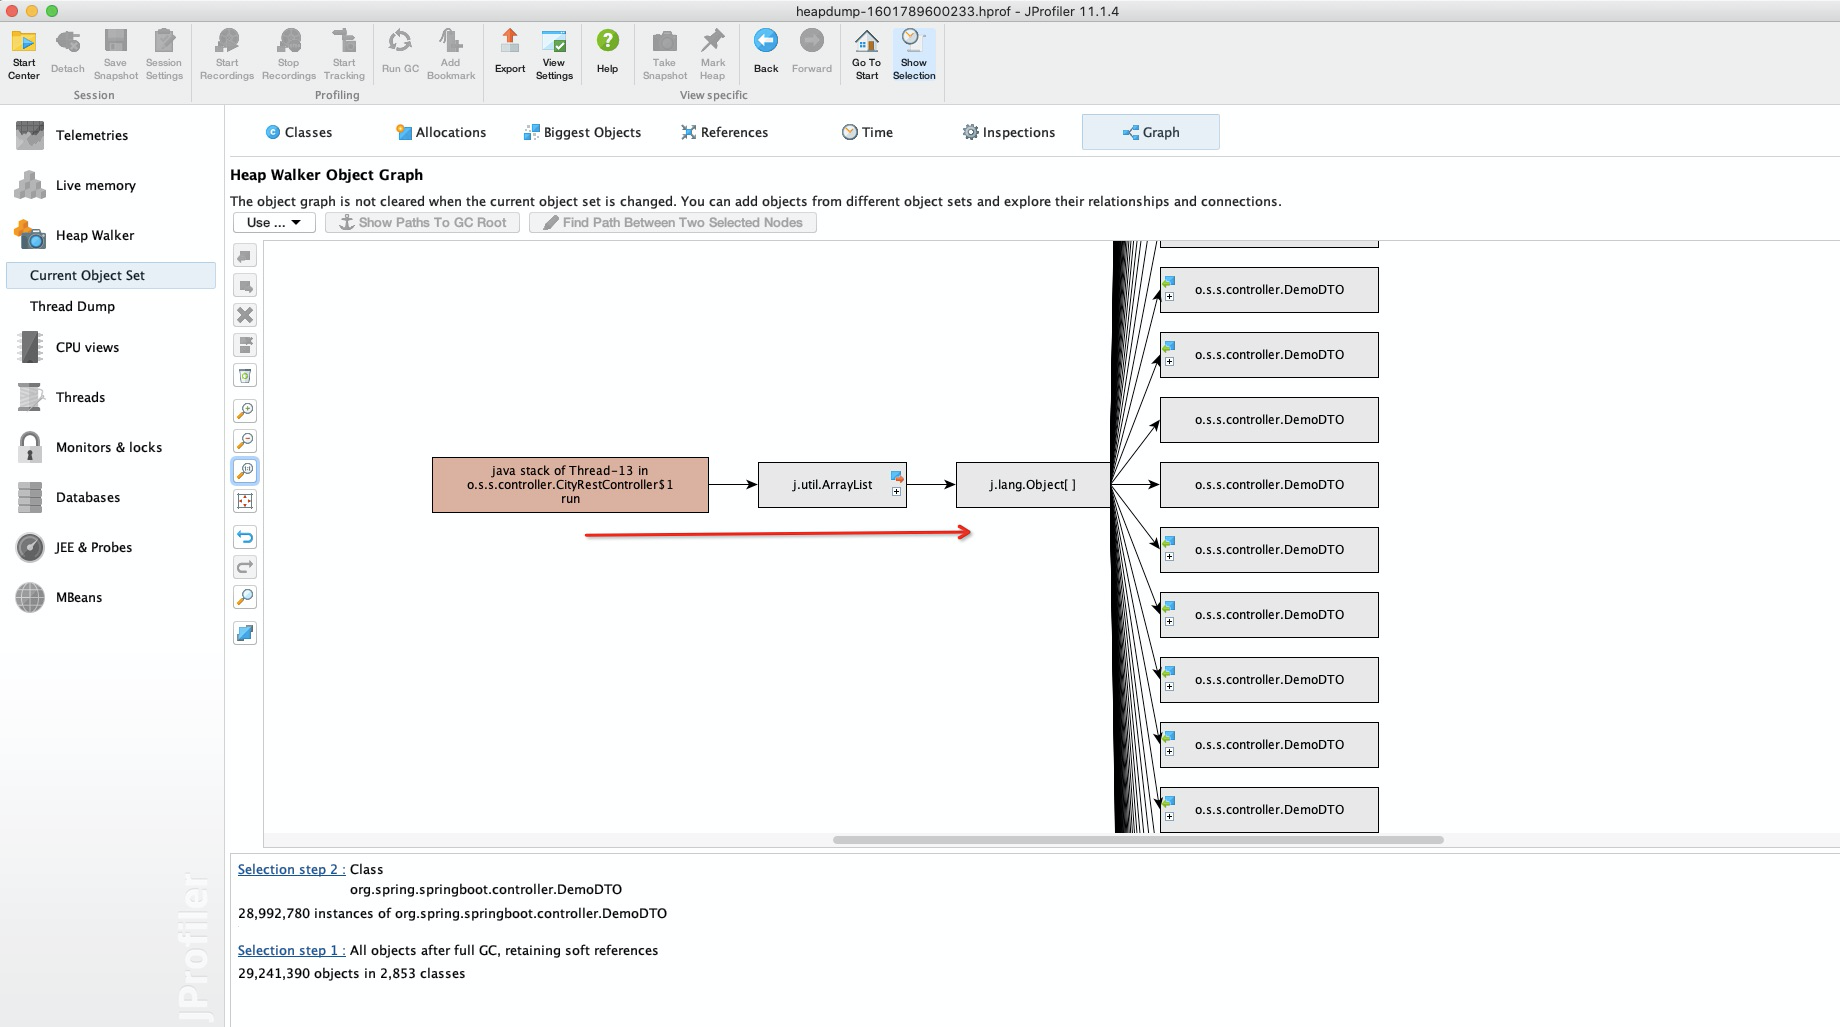 heapdump-1601789600233.hprof - JProfiler 11.1.4
Start Center
Detach
Save Snapshot
Session Settings
Start Recordings
Stop Recordings
Start Tracking
Run GC
Add Bookmark
Export
View Settings
Help
Take Snapshot
Mark Heap
Back
Forward
Go To Start
Show Selection
Session
Profiling
View specific
Telemetries
Live memory
Heap Walker
Current Object Set
Thread Dump
CPU views
Threads
Monitors & locks
Databases
JEE & Probes
MBeans
JProfiler
Classes
Allocations
Biggest Objects
References
Time
Inspections
Graph
Heap Walker Object Graph
The object graph is not cleared when the current object set is changed. You can add objects from different object sets and explore their relationships and connections.
Use ...
Show Paths To GC Root
Find Path Between Two Selected Nodes
java stack of Thread-13 in
o.s.s.controller.CityRestController$1
run
j.util.ArrayList
j.lang.Object[ ]
o.s.s.controller.DemoDTO
o.s.s.controller.DemoDTO
o.s.s.controller.DemoDTO
o.s.s.controller.DemoDTO
o.s.s.controller.DemoDTO
o.s.s.controller.DemoDTO
o.s.s.controller.DemoDTO
o.s.s.controller.DemoDTO
o.s.s.controller.DemoDTO
Selection step 2 : Class
org.spring.springboot.controller.DemoDTO
28,992,780 instances of org.spring.springboot.controller.DemoDTO
Selection step 1 : All objects after full GC, retaining soft references
29,241,390 objects in 2,853 classes